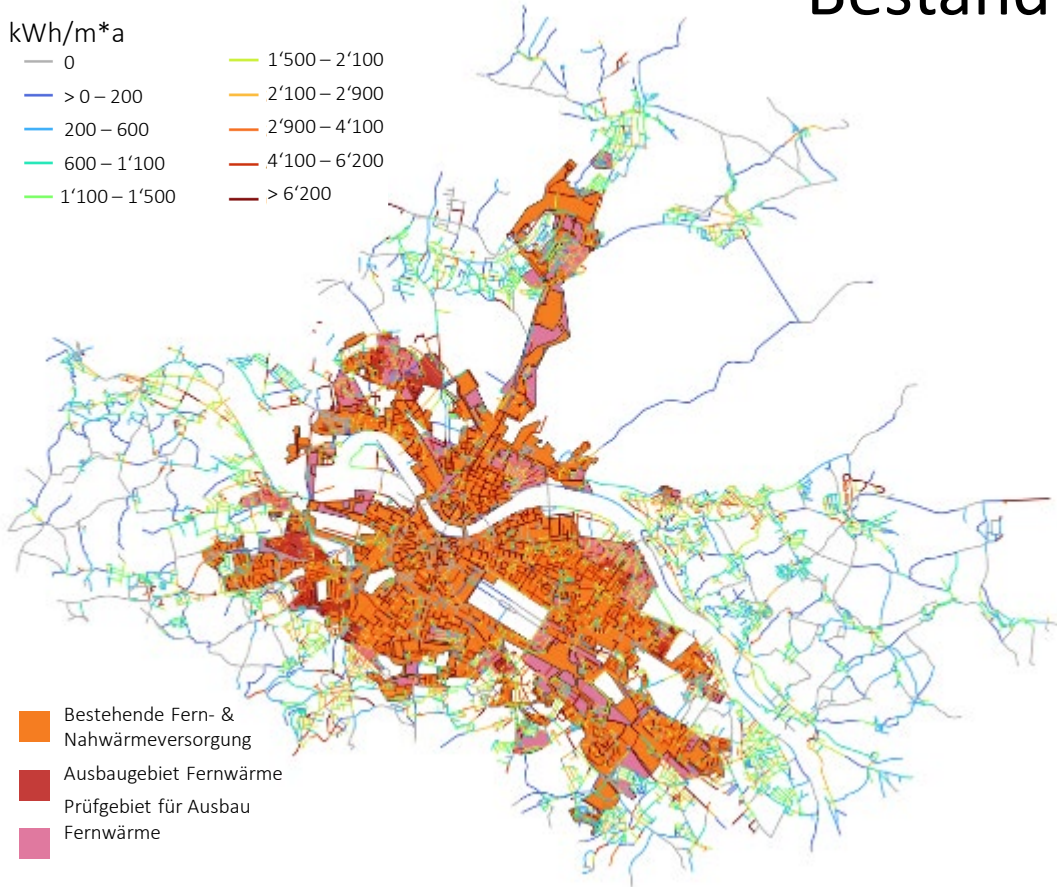 Bestand
kWh/m*a
0
> 0 – 200
200 – 600
600 – 1‘100
1‘100 – 1‘500
1‘500 – 2‘100
2‘100 – 2‘900
2‘900 – 4‘100
4‘100 – 6‘200
> 6‘200
Bestehende Fern- &
Nahwärmeversorgung
Ausbaugebiet Fernwärme
Prüfgebiet für Ausbau
Fernwärme